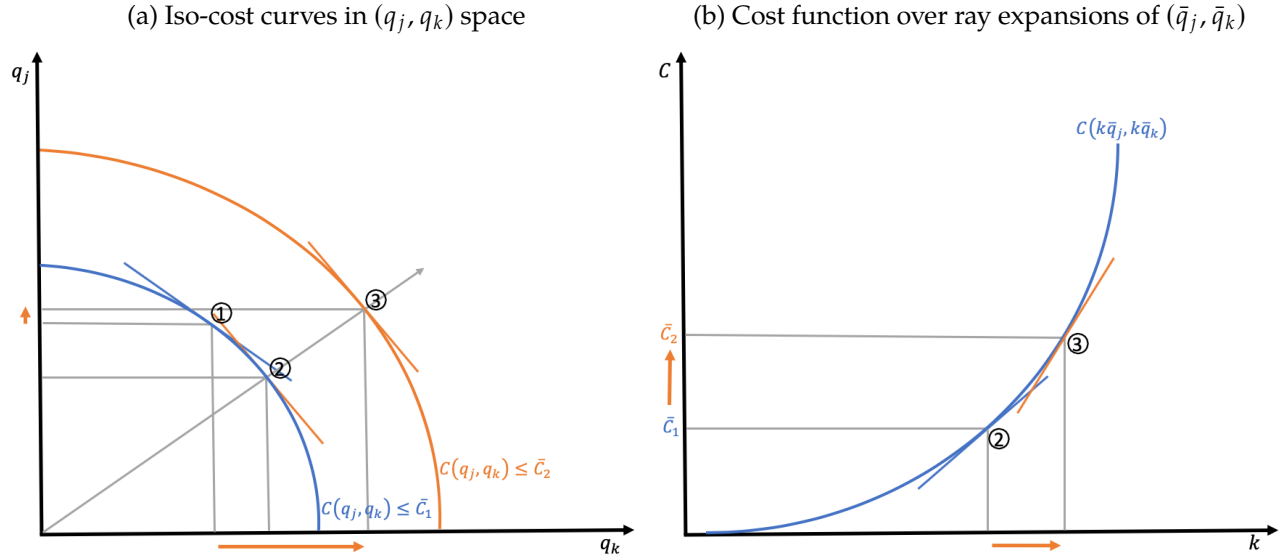 (a) Iso-cost curves in (q_j, q_k) space
(b) Cost function over ray expansions of (q̄_j, q̄_k)
q_j
①
②
③
C(q_j, q_k) ≤ C̄_2
C(q_j, q_k) ≤ C̄_1
q_k
C
C(kq̄_j, kq̄_k)
C̄_2
③
C̄_1
②
k